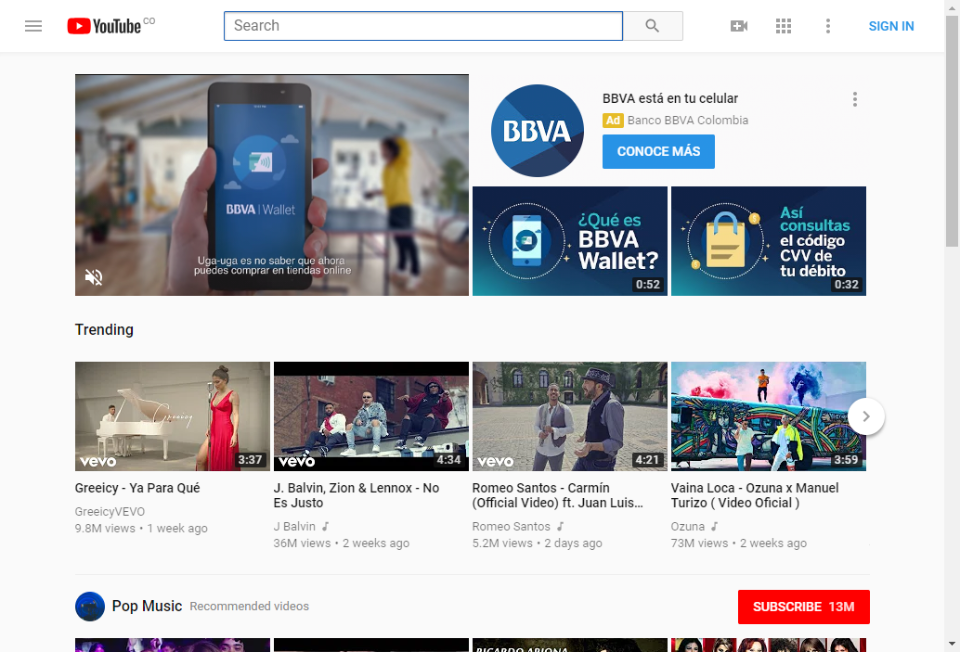 YouTube CO
Search
SIGN IN
BBVA | Wallet
Uga-uga es no saber que ahora
puedes comprar en tiendas online
BBVA
BBVA está en tu celular
Ad Banco BBVA Colombia
CONOCE MÁS
¿Qué es
BBVA
Wallet?
0:52
Así
consultas
el código
CVV de
tu débito
0:32
Trending
Greeicy
vevo
3:37
vevo
4:34
vevo
4:21
3:59
Greeicy - Ya Para Qué
GreeicyVEVO
9.8M views • 1 week ago
J. Balvin, Zion & Lennox - No
Es Justo
J Balvin
36M views • 2 weeks ago
Romeo Santos - Carmín
(Official Video) ft. Juan Luis...
Romeo Santos
5.2M views • 2 days ago
Vaina Loca - Ozuna x Manuel
Turizo ( Video Oficial )
Ozuna
73M views • 2 weeks ago
Pop Music Recommended videos
SUBSCRIBE 13M